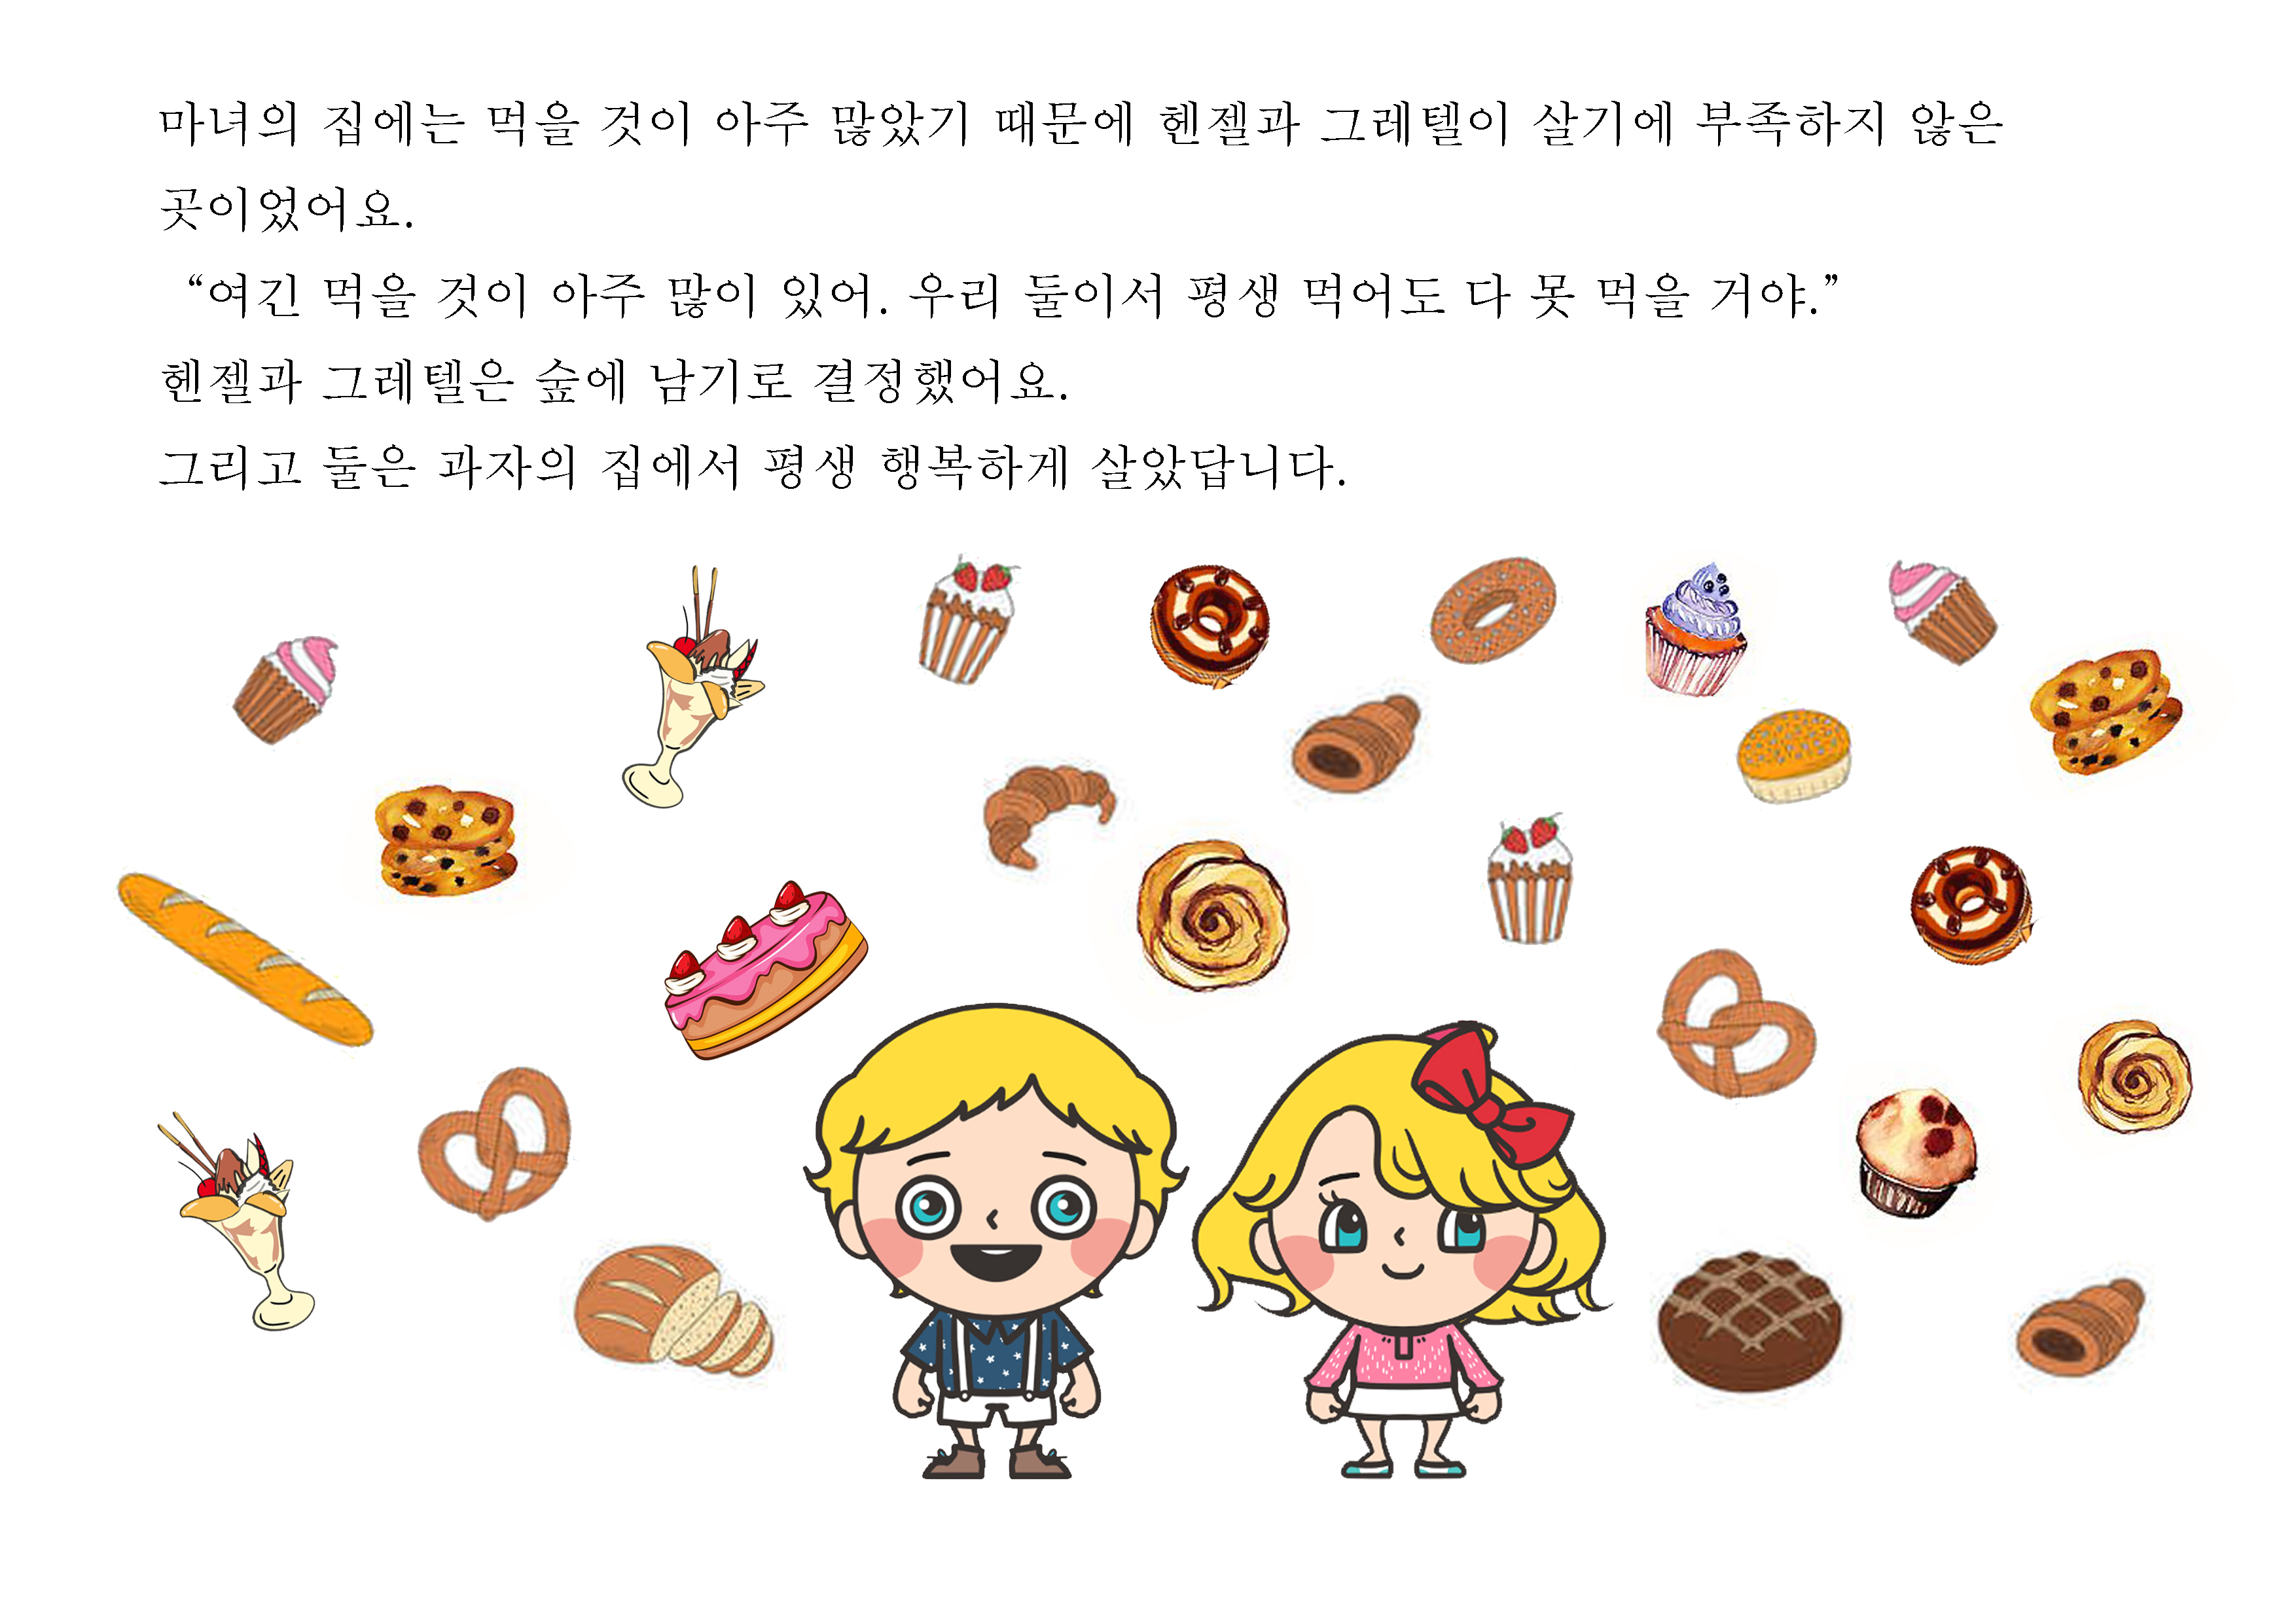 마녀의 집에는 먹을 것이 아주 많았기 때문에 헨젤과 그레텔이 살기에 부족하지 않은
곳이었어요.
“여긴 먹을 것이 아주 많이 있어. 우리 둘이서 평생 먹어도 다 못 먹을 거야.”
헨젤과 그레텔은 숲에 남기로 결정했어요.
그리고 둘은 과자의 집에서 평생 행복하게 살았답니다.